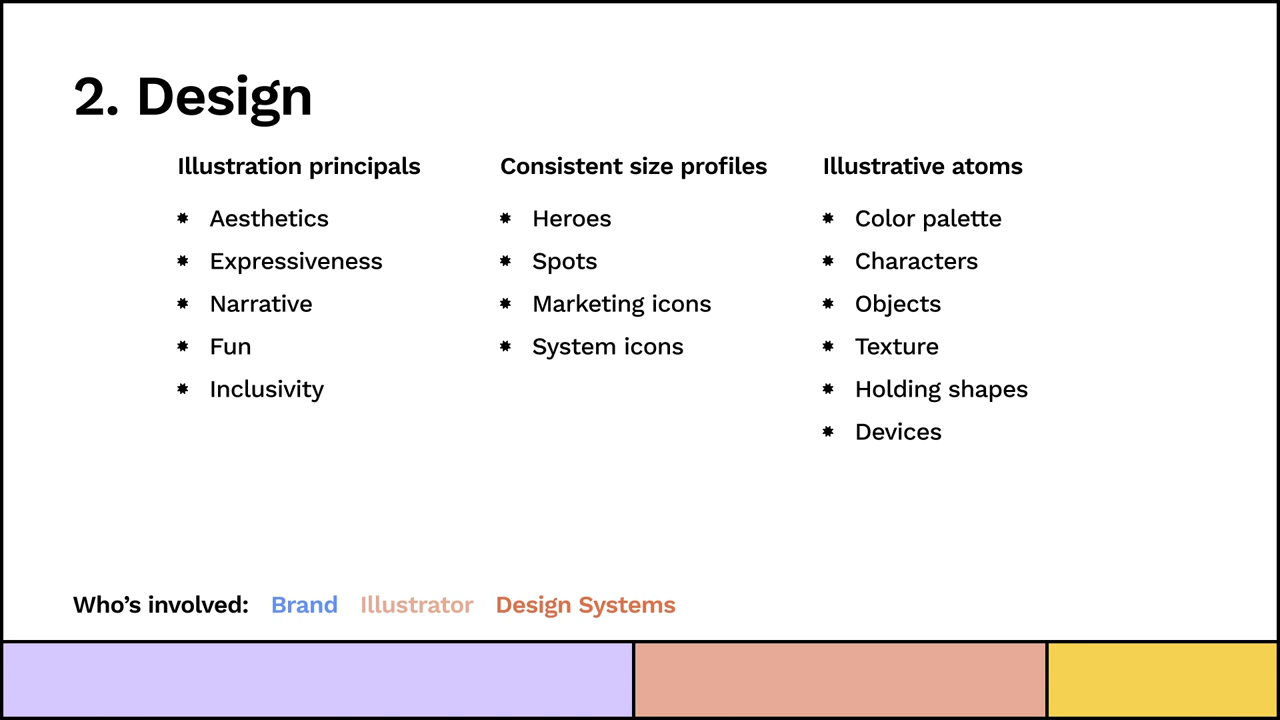 2. Design
Illustration principals
Aesthetics
Expressiveness
Narrative
Fun
Inclusivity
Consistent size profiles
Heroes
Spots
Marketing icons
System icons
Illustrative atoms
Color palette
Characters
Objects
Texture
Holding shapes
Devices
Who’s involved: Brand Illustrator Design Systems